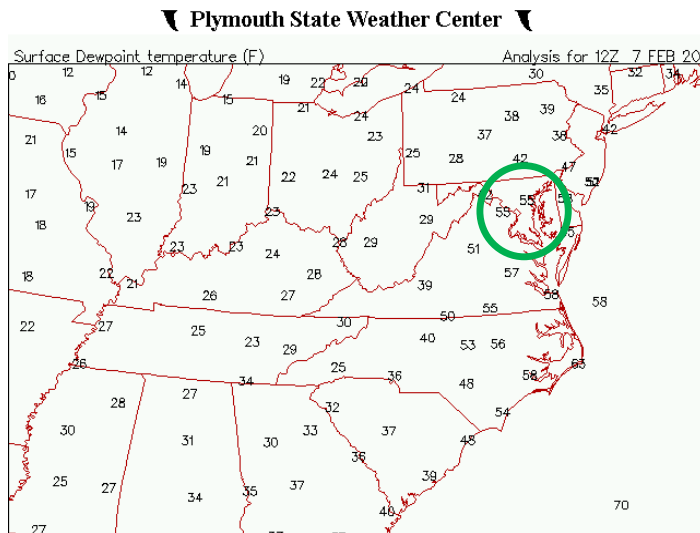 Plymouth State Weather Center
Surface Dewpoint temperature (F) Analysis for 12Z 7 FEB 20
0 12 12 14 19 22 20 30 32 34
16 15 15 21 24 24 24 38 39 35
21 14 20 23 37 38 42
15 17 19 19 21 22 24 25 25 28 42 47
17 23 21 23 31 55
18 19 23 23 29 59
23 23 24 28 29 51
18 22 21 26 28 27 39 57 58 58
22 27 25 23 29 30 50 55 40 53 56
26 34 25 36 48 58 63
28 27 32 54
30 31 30 33 37 36 39
25 27 34 35 37 40 70
27